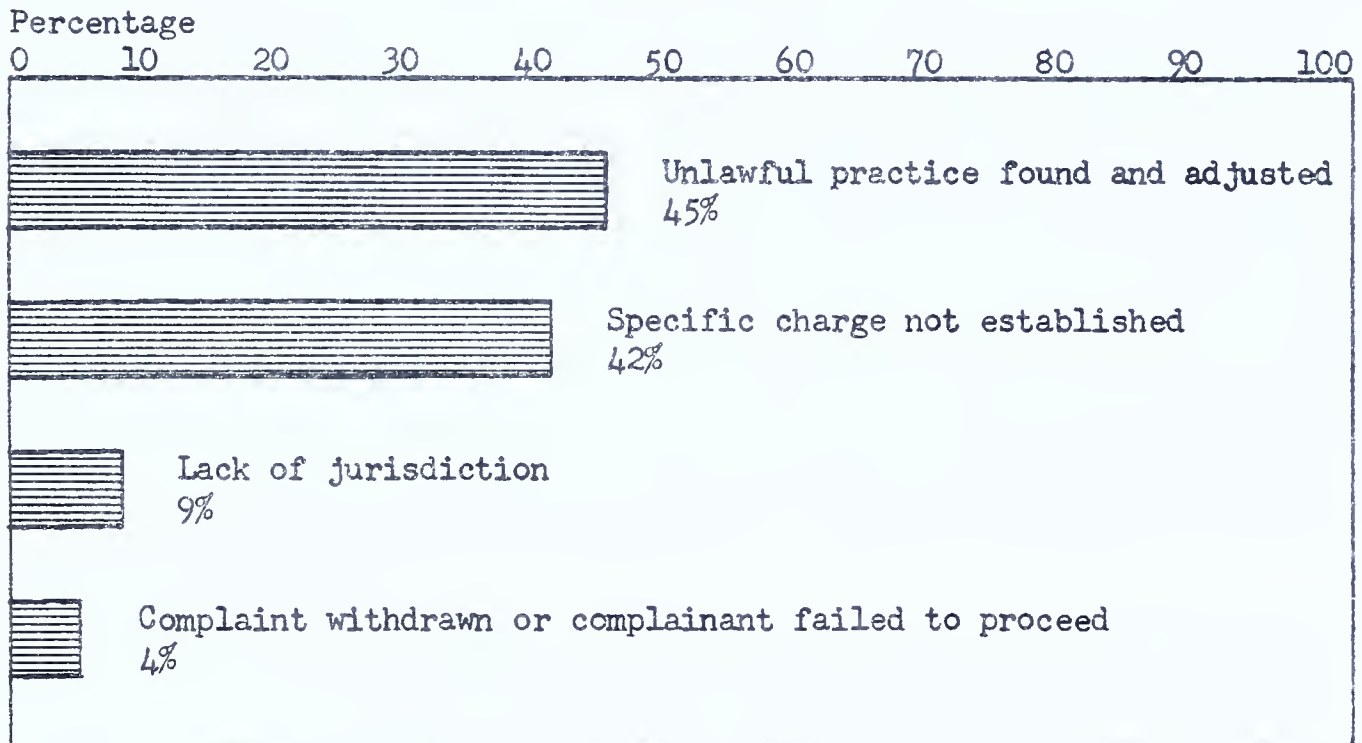 Percentage
0 10 20 30 40 50 60 70 80 90 100
Unlawful practice found and adjusted
45%
Specific charge not established
42%
Lack of jurisdiction
9%
Complaint withdrawn or complainant failed to proceed
4%